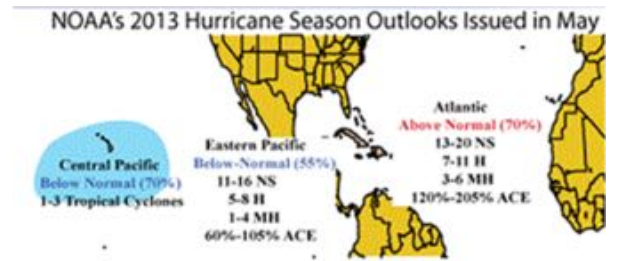 NOAA's 2013 Hurricane Season Outlooks Issued in May
Central Pacific
Below Normal (70%)
1-3 Tropical Cyclones
Eastern Pacific
Below-Normal (55%)
11-16 NS
5-8 H
1-4 MH
60%-105% ACE
Atlantic
Above Normal (70%)
13-20 NS
7-11 H
3-6 MH
120%-205% ACE